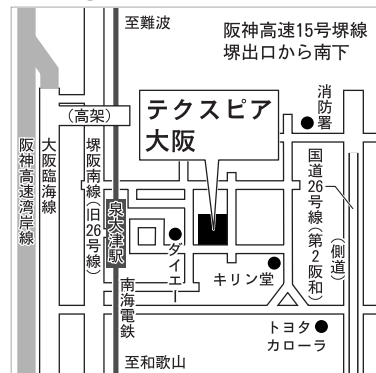 至難波
阪神高速15号堺線
堺出口から南下
消防署
テクスピア
大阪
(高架)
阪神高速湾岸線
大阪臨海線
堺阪南線(旧26号線)
泉大津駅
国道26号線(第2阪和)
(側道)
ダイエー
キリン堂
南海電鉄
トヨタ
カローラ
至和歌山